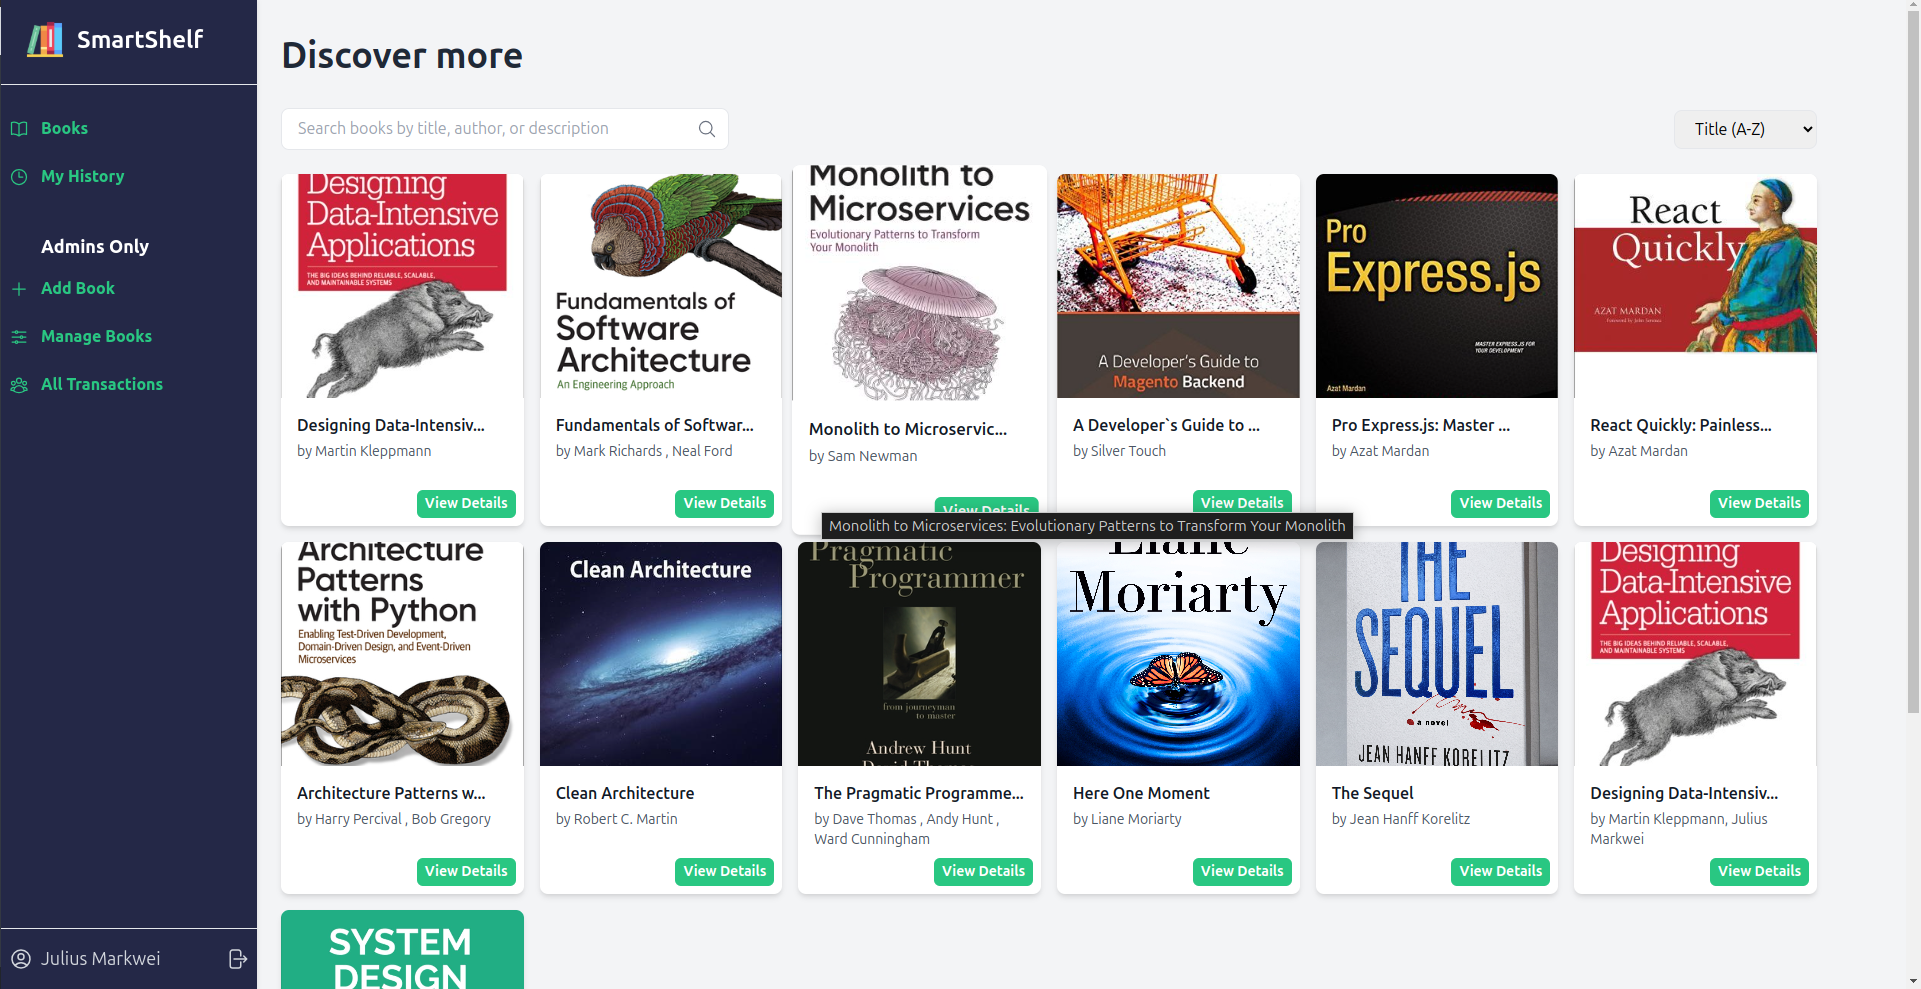 SmartShelf
Books
My History
Admins Only
Add Book
Manage Books
All Transactions
Julius Markwei
Discover more
Search books by title, author, or description
Title (A-Z)
Designing
Data-Intensive
Applications
THE BIG IDEAS BEHIND RELIABLE, SCALABLE,
AND MAINTAINABLE SYSTEMS
Designing Data-Intensiv...
by Martin Kleppmann
View Details
Fundamentals of
Software
Architecture
An Engineering Approach
Fundamentals of Softwar...
by Mark Richards , Neal Ford
View Details
Monolith to
Microservices
Evolutionary Patterns to Transform
Your Monolith
Monolith to Microservic...
by Sam Newman
View Details
Monolith to Microservices: Evolutionary Patterns to Transform Your Monolith
A Developer's Guide to
Magento Backend
A Developer`s Guide to ...
by Silver Touch
View Details
Pro
Express.js
MASTER EXPRESS.JS FOR
YOUR DEVELOPMENT
Azat Mardan
Pro Express.js: Master ...
by Azat Mardan
View Details
React
Quickly
AZAT MARDAN
Foreword by John Sonmez
React Quickly: Painless...
by Azat Mardan
View Details
Architecture
Patterns
with Python
Enabling Test-Driven Development,
Domain-Driven Design, and Event-Driven
Microservices
Architecture Patterns w...
by Harry Percival , Bob Gregory
View Details
Clean Architecture
Clean Architecture
by Robert C. Martin
View Details
Pragmatic
Programmer
from journeyman
to master
Andrew Hunt
David Thomas
The Pragmatic Programme...
by Dave Thomas , Andy Hunt ,
Ward Cunningham
View Details
Liane
Moriarty
Here One Moment
by Liane Moriarty
View Details
THE
SEQUEL
a novel
JEAN HANFF KORELITZ
The Sequel
by Jean Hanff Korelitz
View Details
Designing
Data-Intensive
Applications
THE BIG IDEAS BEHIND RELIABLE, SCALABLE,
AND MAINTAINABLE SYSTEMS
Designing Data-Intensiv...
by Martin Kleppmann, Julius
Markwei
View Details
SYSTEM
DESIGN